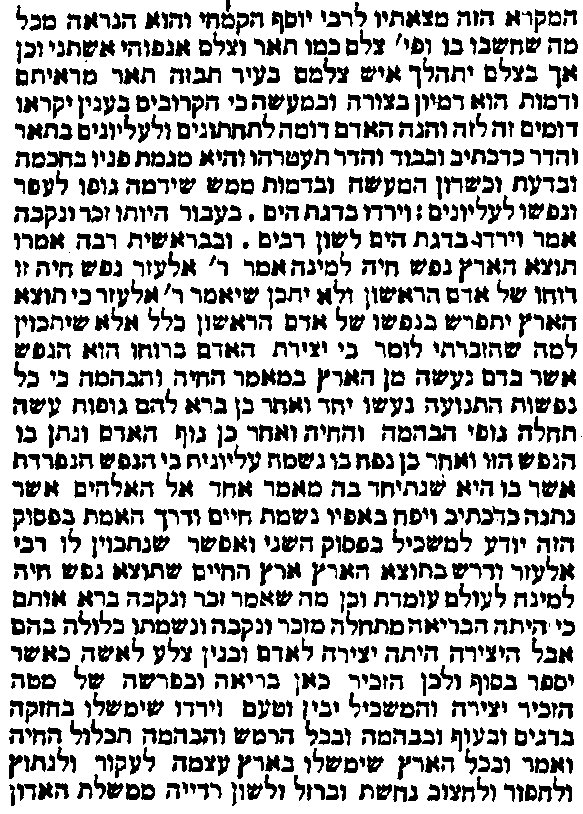 המקרא הזה מצאתיו לרבי יוסף הקמחי והוא הנראה מכל
מה שחשבו בו ופי' צלם כמו תאר וצלם אנפוהי אשתני וכן
אך בצלם יתהלך איש צלמם בעיר תבזה תאר מראיתם
ודמות הוא דמיון בצורה ובמעשה כי הקרובים בענין יקראו
דומים זה לזה והנה האדם דומה לתחתונים ולעליונים בתאר
והדר כדכתיב וכבוד והדר תעטרהו והיא מגמת פניו בחכמה
ובדעת וכשרון המעשה ובדמות ממש שידמה גופו לעפר
ונפשו לעליונים : וירדו בדגת הים . בעבור היותו זכר ונקבה
אמר וירדו בדגת הים לשון רבים . ובבראשית רבה אמרו
תוצא הארץ נפש חיה למינה אמר ר' אלעזר נפש חיה זו
רוחו של אדם הראשון ולא יתכן שיאמר ר' אלעזר כי תוצא
הארץ יתפרש בנפשו של אדם הראשון כלל אלא שיתכוין
למה שהזכרתי לומר כי יצירת האדם ברוחו הוא הנפש
אשר בדם נעשה מן הארץ במאמר החיה והבהמה כי כל
נפשות התנועה נעשו יחד ואחר כן ברא להם גופות עשה
תחלה גופי הבהמה והחיה ואחר כן גוף האדם ונתן בו
הנפש הזו ואחר כן נפח בו נשמה עליונית כי הנפש הנפרדת
אשר בו היא שנתיחד בה מאמר אחד אל האלהים אשר
נתנה כדכתיב ויפח באפיו נשמת חיים ודרך האמת בפסוק
הזה יודע למשכיל בפסוק השני ואפשר שנתכוין לו רבי
אלעזר ודרש בתוצא הארץ ארץ החיים שתוצא נפש חיה
למינה לעולם עומדת וכן מה שאמר זכר ונקבה ברא אותם
כי היתה הבריאה מתחלה מזכר ונקבה ונשמתו כלולה בהם
אבל היצירה היתה יצירה לאדם ובנין צלע לאשה כאשר
יספר בסוף ולכן הזכיר כאן בריאה ובפרשה של מטה
הזכיר יצירה והמשכיל יבין וטעם וירדו שימשלו בחזקה
בדגים ובעוף ובבהמה ובכל הרמש והבהמה תכלול החיה
ואמר ובכל הארץ שימשלו בארץ עצמה לעקור ולנתוץ
ולחפור ולחצוב נחשת וברזל ולשון רדייה ממשלת האדון